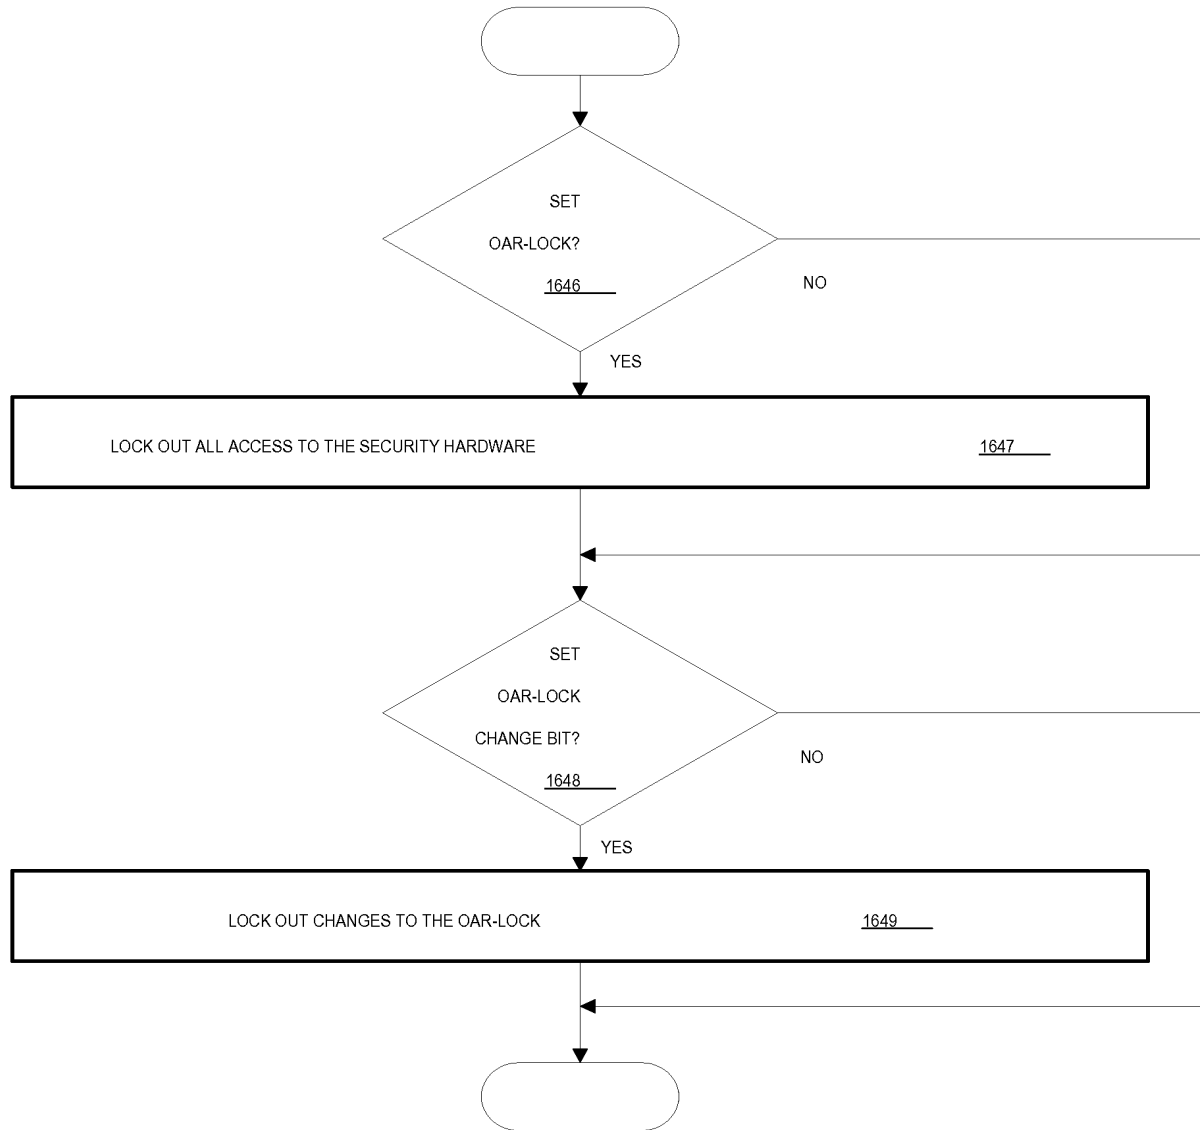 SET
OAR-LOCK?
1646
NO
YES
LOCK OUT ALL ACCESS TO THE SECURITY HARDWARE 1647
SET
OAR-LOCK
CHANGE BIT?
NO
1648
YES
LOCK OUT CHANGES TO THE OAR-LOCK 1649